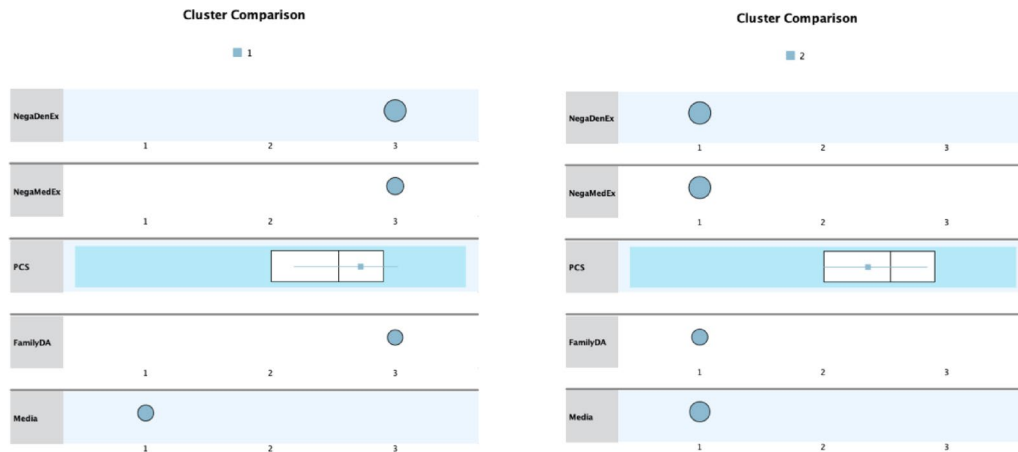 Cluster Comparison
1
NegaDenEx
1 2 3
NegaMedEx
1 2 3
PCS
FamilyDA
1 2 3
Media
1 2 3
Cluster Comparison
2
NegaDenEx
1 2 3
NegaMedEx
1 2 3
PCS
FamilyDA
1 2 3
Media
1 2 3